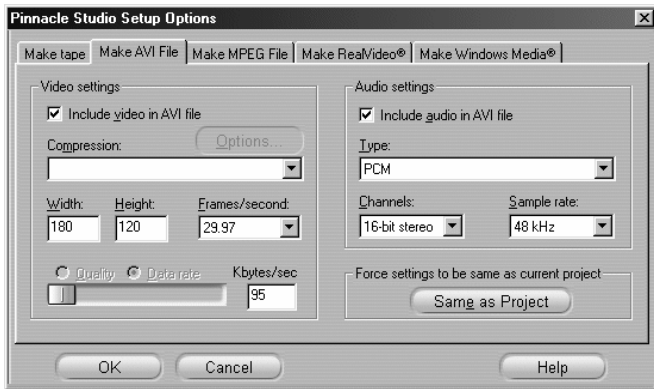 Pinnacle Studio Setup Options
Make tape
Make AVI File
Make MPEG File
Make RealVideo®
Make Windows Media®
Video settings
Include video in AVI file
Options...
Compression:
Width:
Height:
Frames/second:
180
120
29.97
Quality
Data rate
Kbytes/sec
95
Audio settings
Include audio in AVI file
Type:
PCM
Channels:
Sample rate:
16-bit stereo
48 kHz
Force settings to be same as current project
Same as Project
OK
Cancel
Help